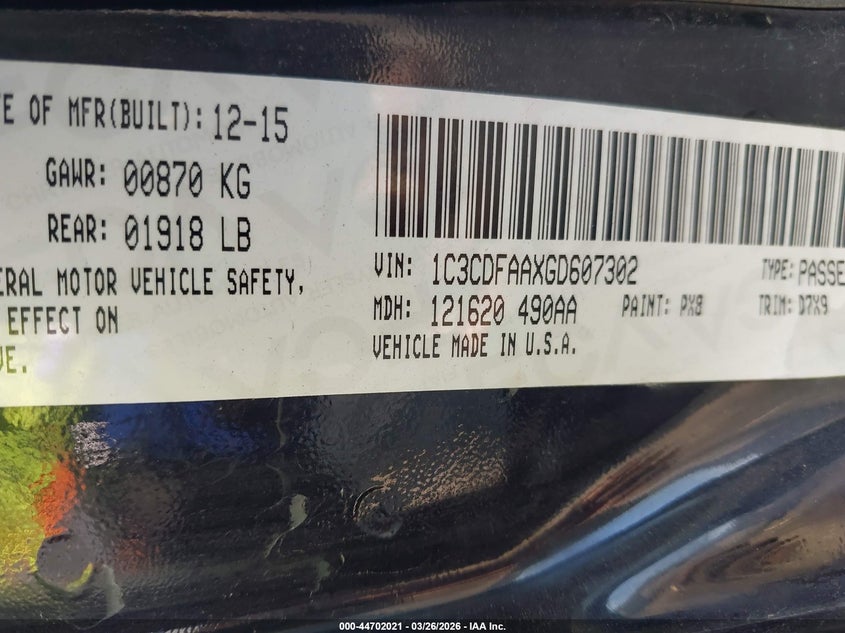 E OF MFR(BUILT): 12-15
GAWR: 00870 KG
REAR: 01918 LB
ERAL MOTOR VEHICLE SAFETY,
EFFECT ON
VE.
VIN: 1C3CDFAAXGD607302 TYPE: PASSE
MDH: 121620 490AA PAINT: PX8 TRIM: D7X9
VEHICLE MADE IN U.S.A.
000-44702021 | 03/26/2026 - IAA Inc.